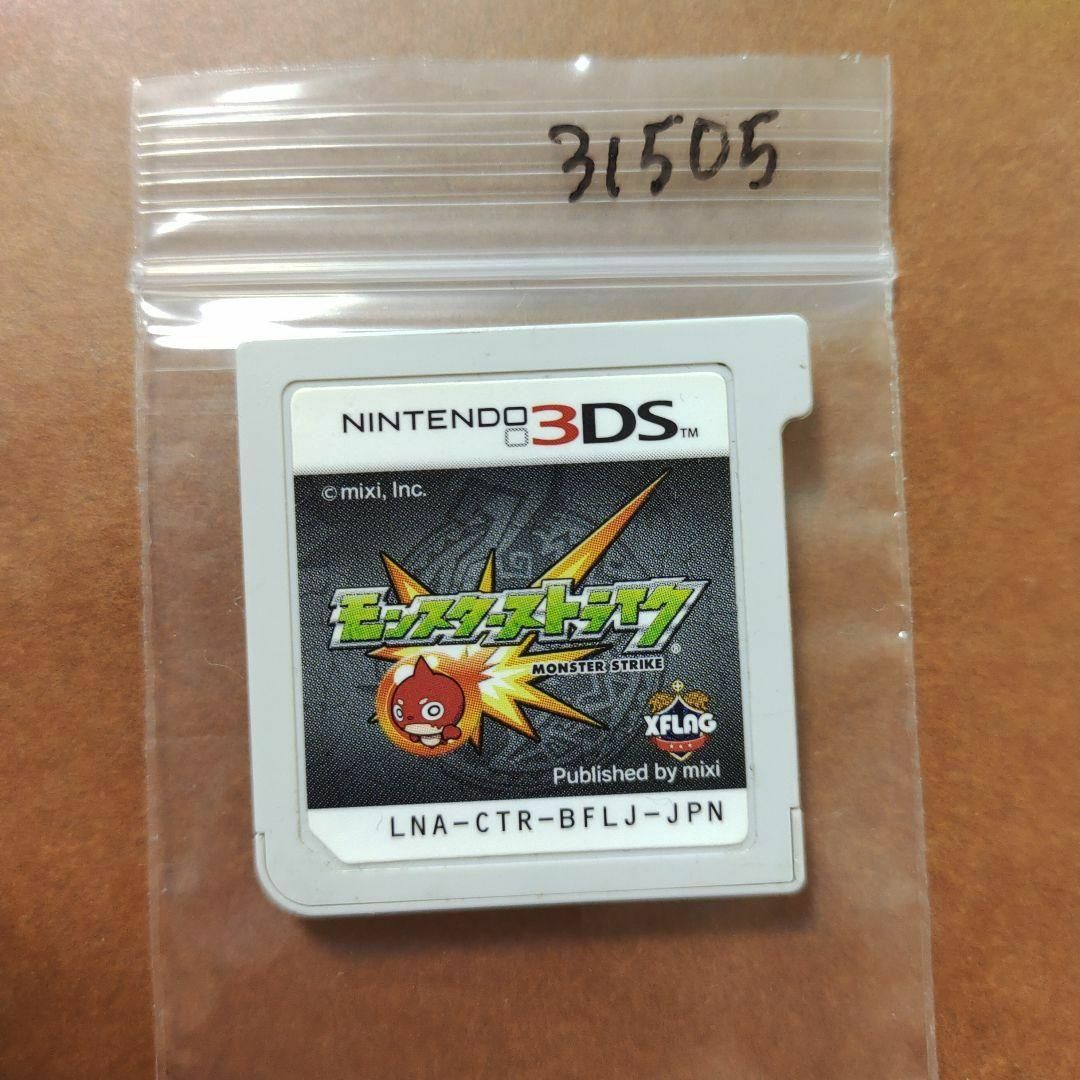 31505
NINTENDO 3DS™
©mixi, Inc.
モンスターストライク®
MONSTER STRIKE
XFLAG
Published by mixi
LNA-CTR-BFLJ-JPN